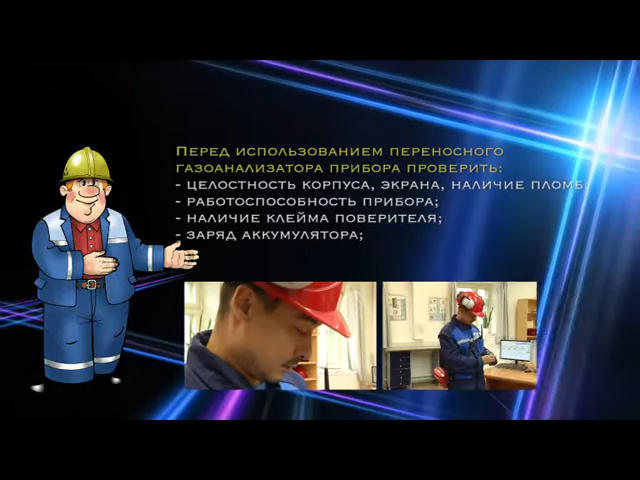 Перед использованием переносного
газоанализатора прибора проверить:
- целостность корпуса, экрана, наличие пломб;
- работоспособность прибора;
- наличие клейма поверителя;
- заряд аккумулятора;